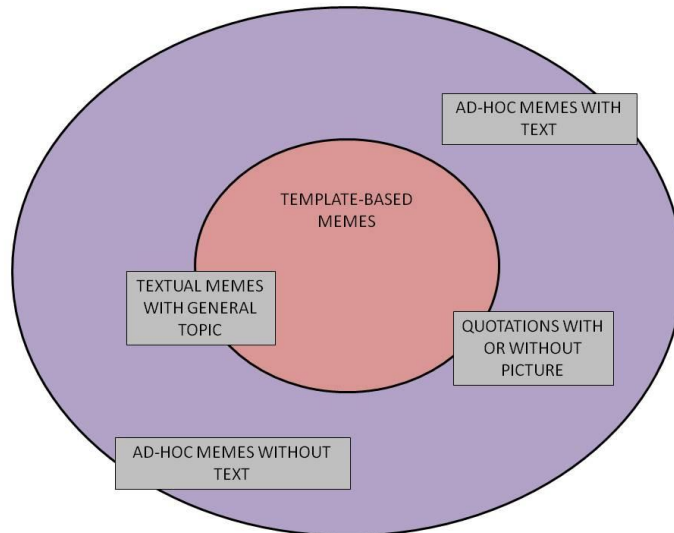 AD-HOC MEMES WITH
TEXT
TEMPLATE-BASED
MEMES
TEXTUAL MEMES
WITH GENERAL
TOPIC
QUOTATIONS WITH
OR WITHOUT
PICTURE
AD-HOC MEMES WITHOUT
TEXT